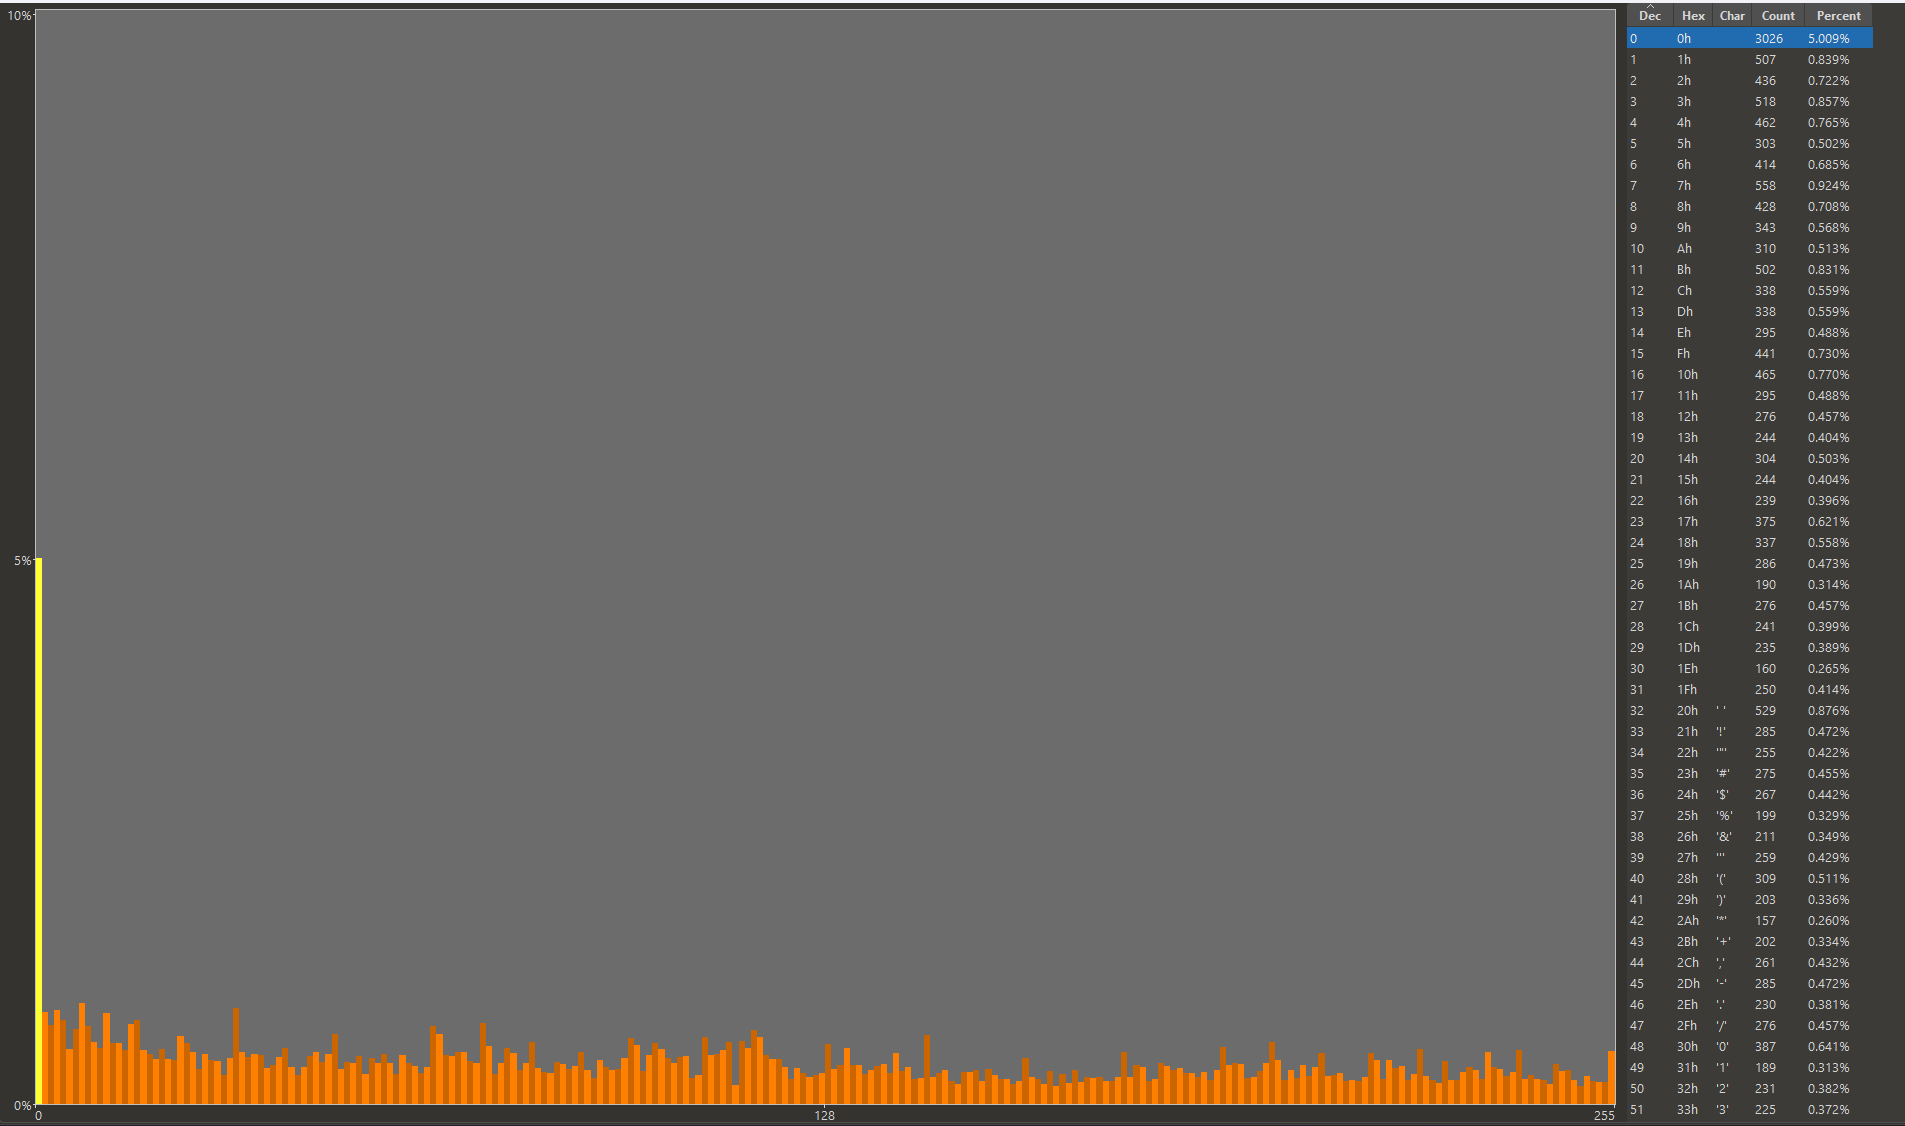 10%
5%
0%
0 128 255
Dec Hex Char Count Percent
0 0h 3026 5.009%
1 1h 507 0.839%
2 2h 436 0.722%
3 3h 518 0.857%
4 4h 462 0.765%
5 5h 303 0.502%
6 6h 414 0.685%
7 7h 558 0.924%
8 8h 428 0.708%
9 9h 343 0.568%
10 Ah 310 0.513%
11 Bh 502 0.831%
12 Ch 338 0.559%
13 Dh 338 0.559%
14 Eh 295 0.488%
15 Fh 441 0.730%
16 10h 465 0.770%
17 11h 295 0.488%
18 12h 276 0.457%
19 13h 244 0.404%
20 14h 304 0.503%
21 15h 244 0.404%
22 16h 239 0.396%
23 17h 375 0.621%
24 18h 337 0.558%
25 19h 286 0.473%
26 1Ah 190 0.314%
27 1Bh 276 0.457%
28 1Ch 241 0.399%
29 1Dh 235 0.389%
30 1Eh 160 0.265%
31 1Fh 250 0.414%
32 20h ' ' 529 0.876%
33 21h '!' 285 0.472%
34 22h '"' 255 0.422%
35 23h '#' 275 0.455%
36 24h '$' 267 0.442%
37 25h '%' 199 0.329%
38 26h '&' 211 0.349%
39 27h ''' 259 0.429%
40 28h '(' 309 0.511%
41 29h ')' 203 0.336%
42 2Ah '*' 157 0.260%
43 2Bh '+' 202 0.334%
44 2Ch ',' 261 0.432%
45 2Dh '-' 285 0.472%
46 2Eh '.' 230 0.381%
47 2Fh '/' 276 0.457%
48 30h '0' 387 0.641%
49 31h '1' 189 0.313%
50 32h '2' 231 0.382%
51 33h '3' 225 0.372%